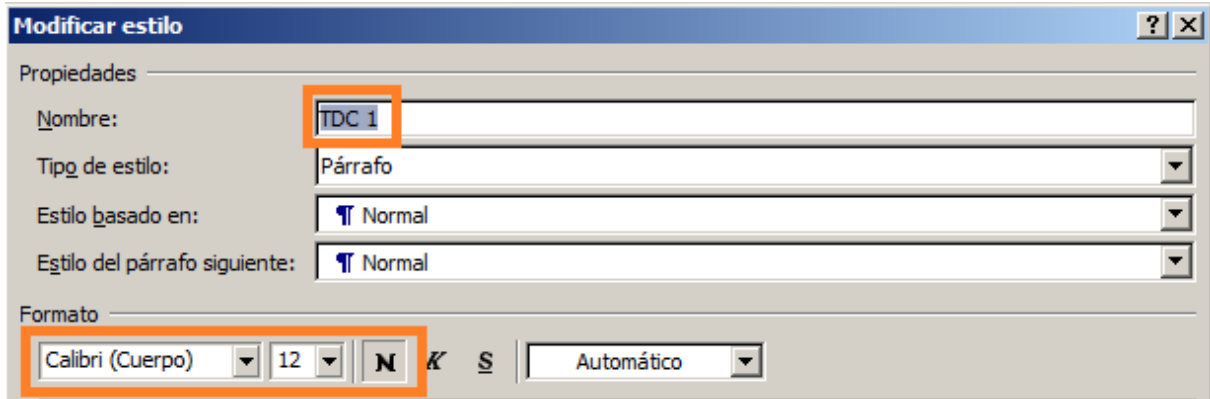 Modificar estilo ? X
Propiedades
Nombre: TDC 1
Tipo de estilo: Párrafo
Estilo basado en: ¶ Normal
Estilo del párrafo siguiente: ¶ Normal
Formato
Calibri (Cuerpo) 12 N K S Automático